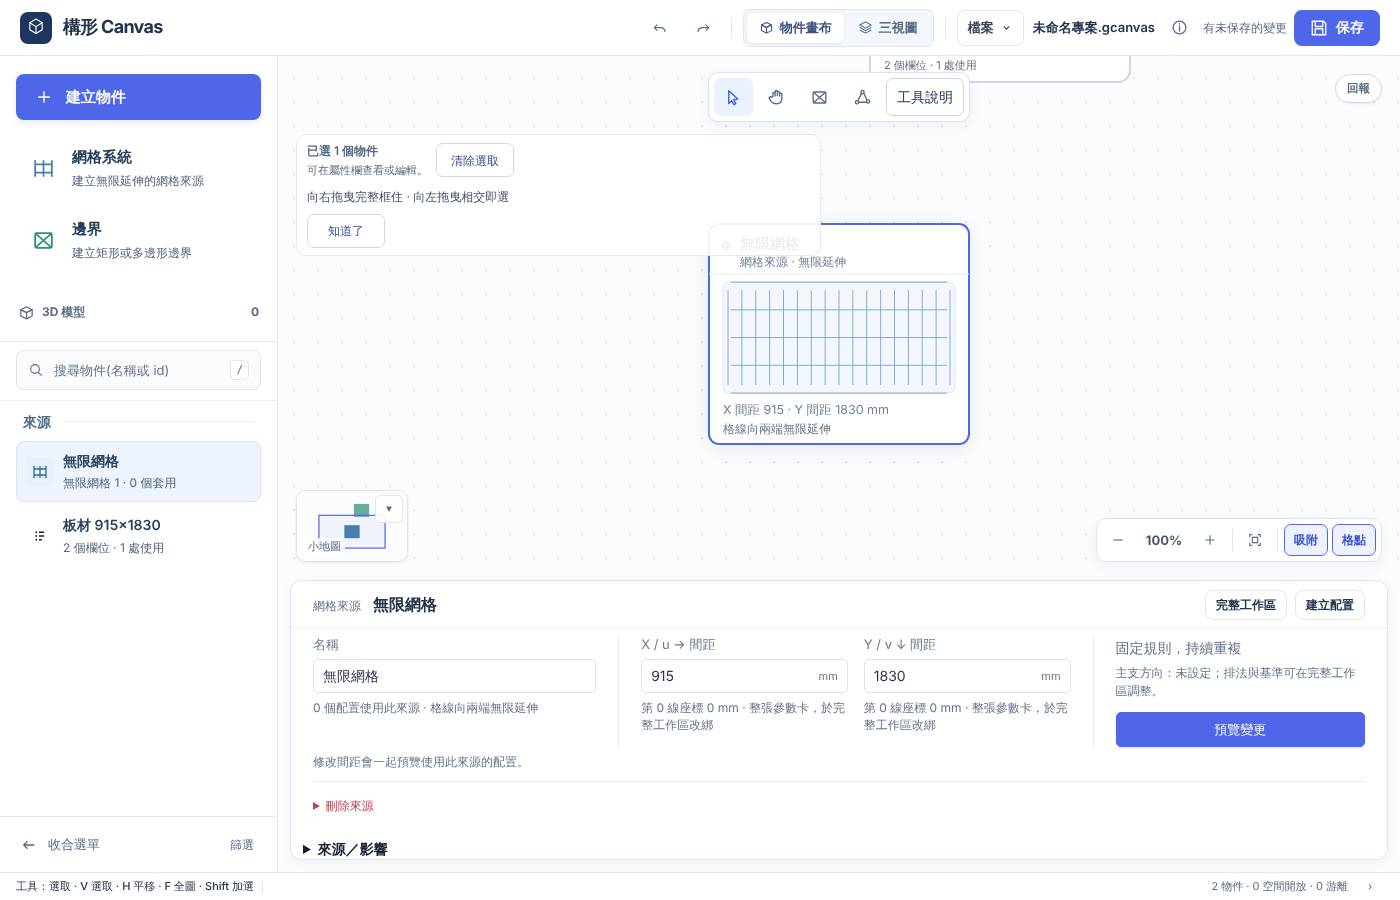 構形 Canvas
物件畫布
三視圖
檔案
未命名專案.gcanvas
有未保存的變更
保存
建立物件
網格系統
建立無限延伸的網格來源
邊界
建立矩形或多邊形邊界
3D 模型
0
搜尋物件(名稱或 id)
/
來源
無限網格
無限網格 1 · 0 個套用
板材 915×1830
2 個欄位 · 1 處使用
收合選單
篩選
2 個欄位 · 1 處使用
工具說明
回報
已選 1 個物件
可在屬性欄查看或編輯。
清除選取
向右拖曳完整框住 · 向左拖曳相交即選
知道了
無限網格
網格來源 · 無限延伸
X 間距 915 · Y 間距 1830 mm
格線向兩端無限延伸
小地圖
100%
吸附
格點
網格來源
無限網格
完整工作區
建立配置
名稱
無限網格
0 個配置使用此來源 · 格線向兩端無限延伸
X / u → 間距
915
mm
第 0 線座標 0 mm · 整張參數卡，於完
整工作區改綁
Y / v ↓ 間距
1830
mm
第 0 線座標 0 mm · 整張參數卡，於完
整工作區改綁
固定規則，持續重複
主支方向：未設定；排法與基準可在完整工作
區調整。
預覽變更
修改間距會一起預覽使用此來源的配置。
刪除來源
來源／影響
工具：選取 · V 選取 · H 平移 · F 全圖 · Shift 加選
2 物件 · 0 空間開放 · 0 游離